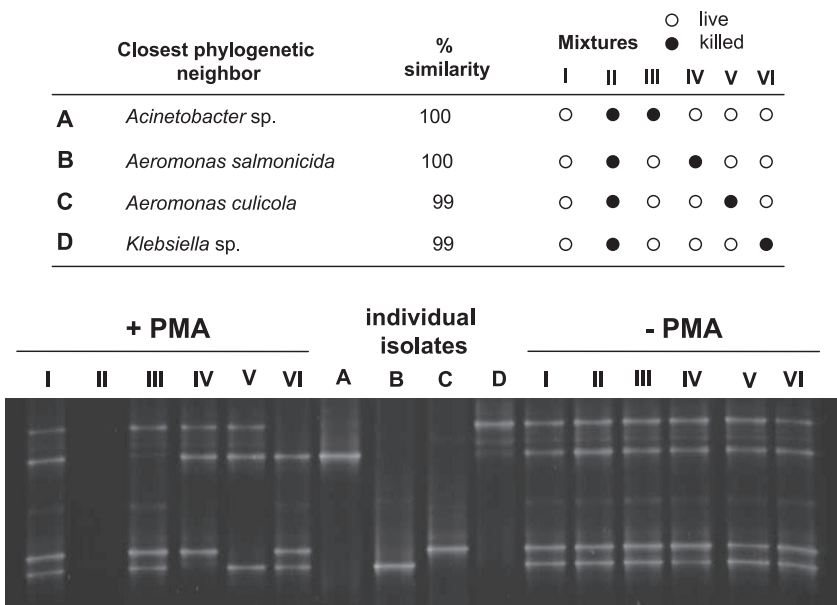 ○ live
Closest phylogenetic neighbor % similarity Mixtures ● killed
I II III IV V VI
A Acinetobacter sp. 100 ○ ● ● ○ ○ ○
B Aeromonas salmonicida 100 ○ ● ○ ● ○ ○
C Aeromonas culicola 99 ○ ● ○ ○ ● ○
D Klebsiella sp. 99 ○ ● ○ ○ ○ ●
+ PMA individual isolates - PMA
I II III IV V VI A B C D I II III IV V VI